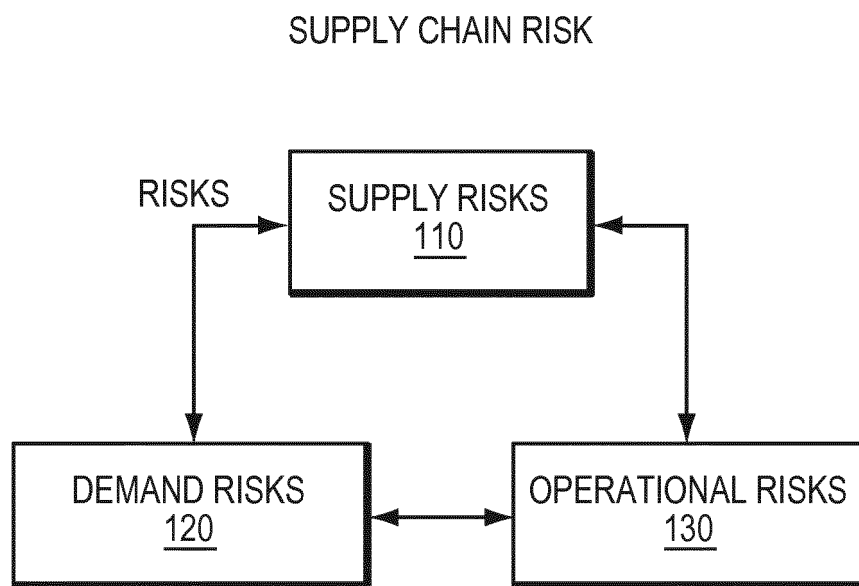 SUPPLY CHAIN RISK
RISKS
SUPPLY RISKS
110
DEMAND RISKS
120
OPERATIONAL RISKS
130